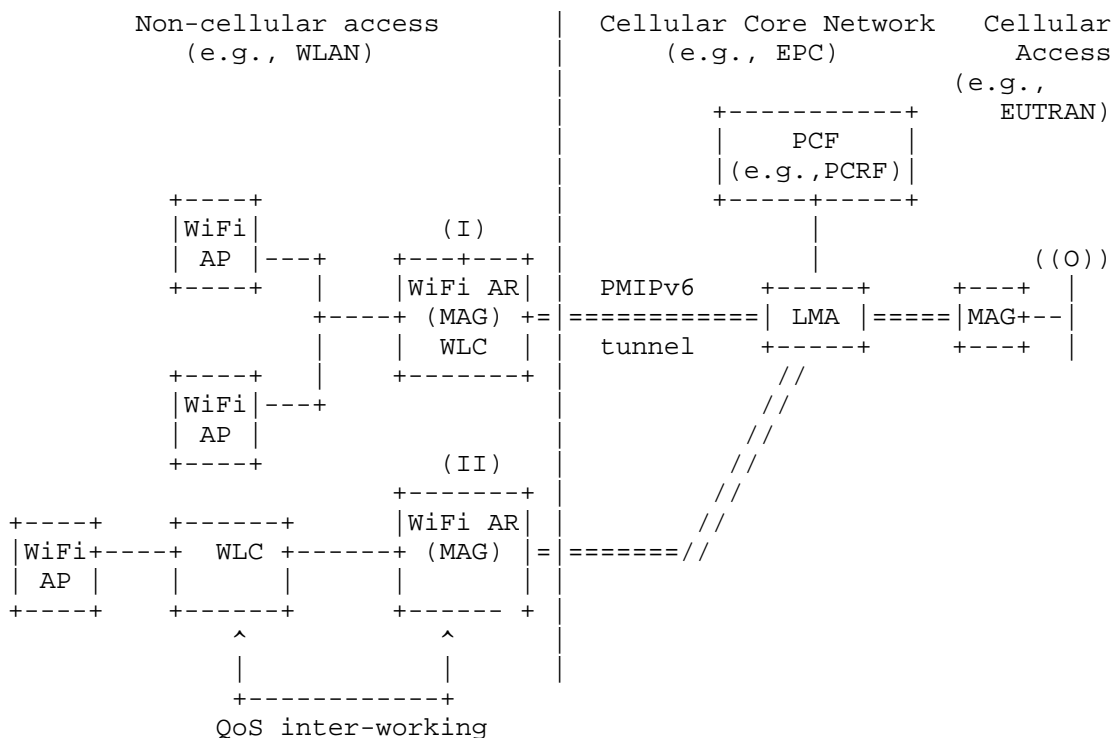 Non-cellular access | Cellular Core Network Cellular
(e.g., WLAN) | (e.g., EPC) Access
(e.g.,
EUTRAN)
PCF
(e.g.,PCRF)
WiFi (I)
AP ((O))
WiFi AR PMIPv6
(MAG) LMA MAG
WLC tunnel
WiFi
AP
(II)
WiFi AR
WiFi WLC (MAG)
AP
QoS inter-working